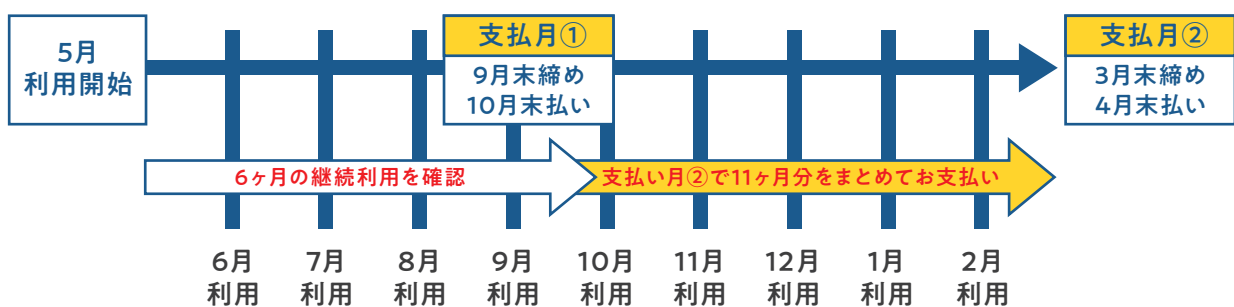 5月
利用開始
支払月①
9月末締め
10月末払い
支払月②
3月末締め
4月末払い
6ヶ月の継続利用を確認
支払い月②で11ヶ月分をまとめてお支払い
6月
利用
7月
利用
8月
利用
9月
利用
10月
利用
11月
利用
12月
利用
1月
利用
2月
利用